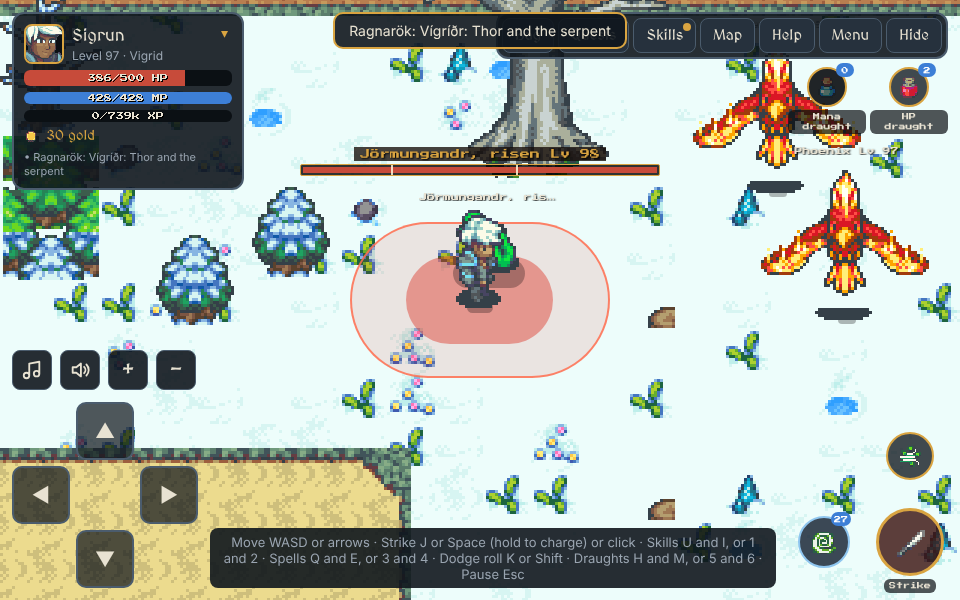 Sigrun
Level 97 · Vigrid
386/500 HP
428/428 MP
0/739k XP
30 gold
• Ragnarök: Vígríðr: Thor and the serpent
Ragnarök: Vígríðr: Thor and the serpent
Skills
Map
Help
Menu
Hide
0
2
Mana draught
HP draught
Phoenix Lv 97
Jörmungandr, risen Lv 98
Jörmungandr, ris…
Move WASD or arrows · Strike J or Space (hold to charge) or click · Skills U and I, or 1
and 2 · Spells Q and E, or 3 and 4 · Dodge roll K or Shift · Draughts H and M, or 5 and 6 ·
Pause Esc
27
Strike